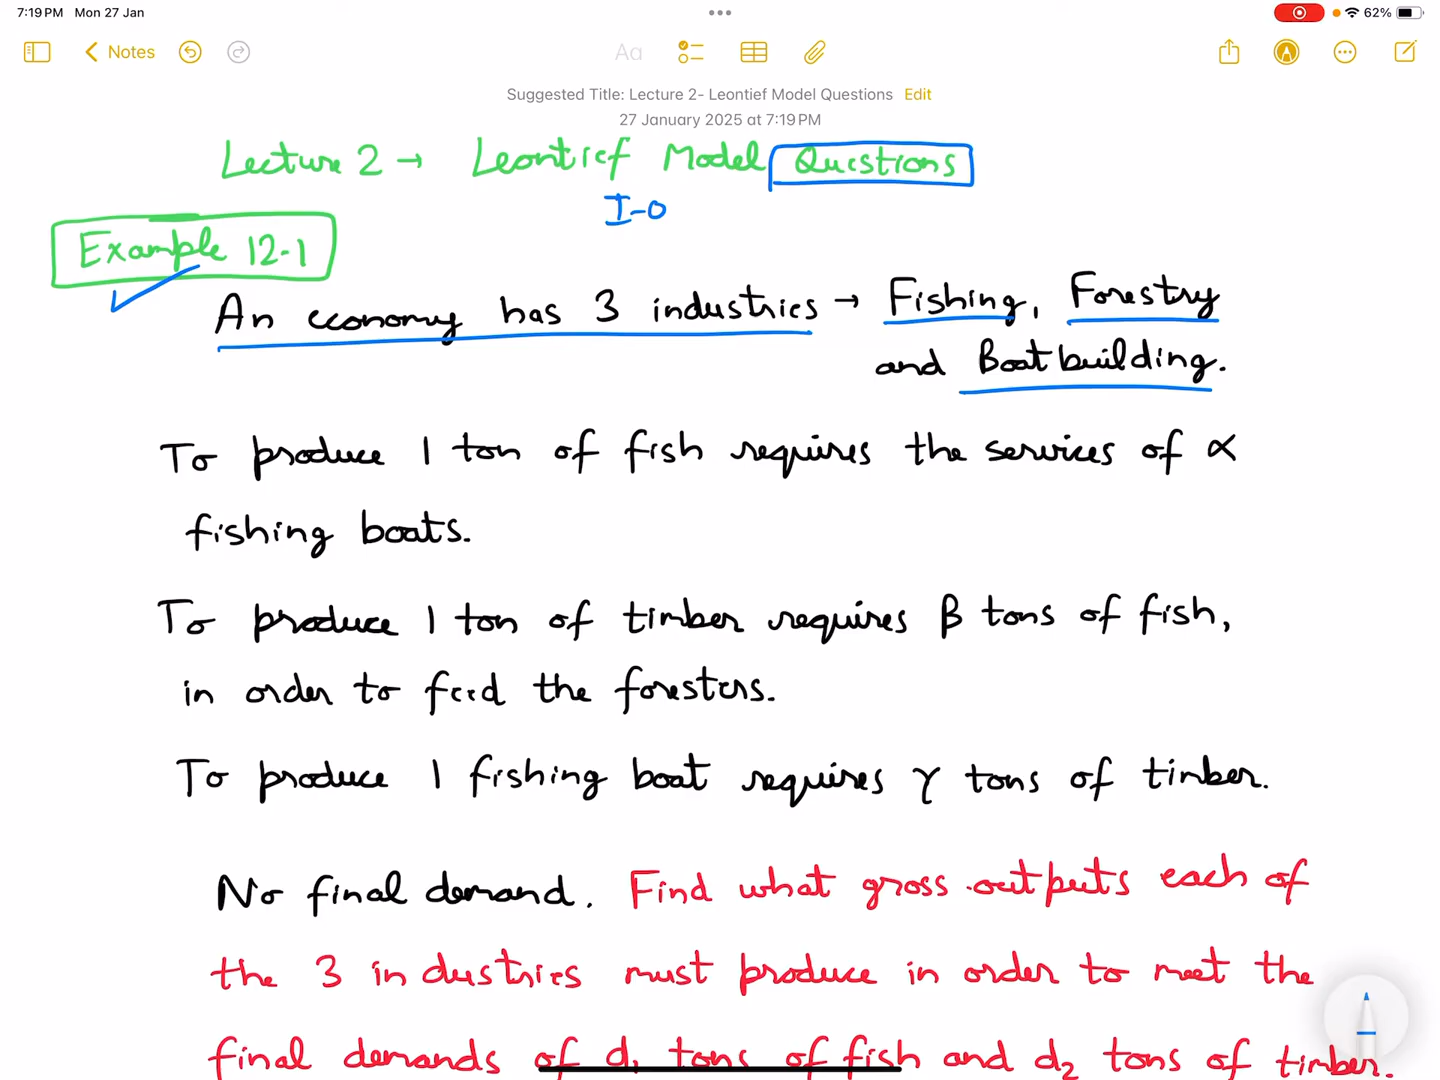 7:19 PM Mon 27 Jan
62%
Notes
Aa
Suggested Title: Lecture 2- Leontief Model Questions Edit
27 January 2025 at 7:19 PM
Lecture 2 → Leontief Model Questions
I-O
Example 12-1
An economy has 3 industries → Fishing, Forestry
and Boatbuilding.
To produce 1 ton of fish requires the services of α
fishing boats.
To produce 1 ton of timber requires β tons of fish,
in order to feed the foresters.
To produce 1 fishing boat requires γ tons of timber.
No final demand. Find what gross outputs each of
the 3 industries must produce in order to meet the
final demands of d₁ tons of fish and d₂ tons of timber.